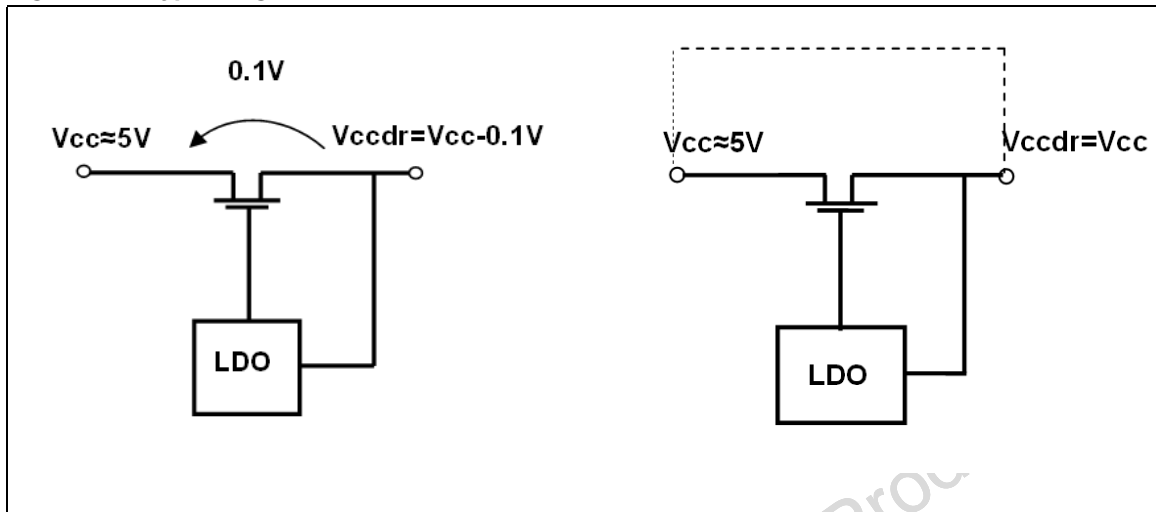 0.1V
Vcc≈5V
Vccdr=Vcc-0.1V
LDO
Vcc≈5V
Vccdr=Vcc
LDO